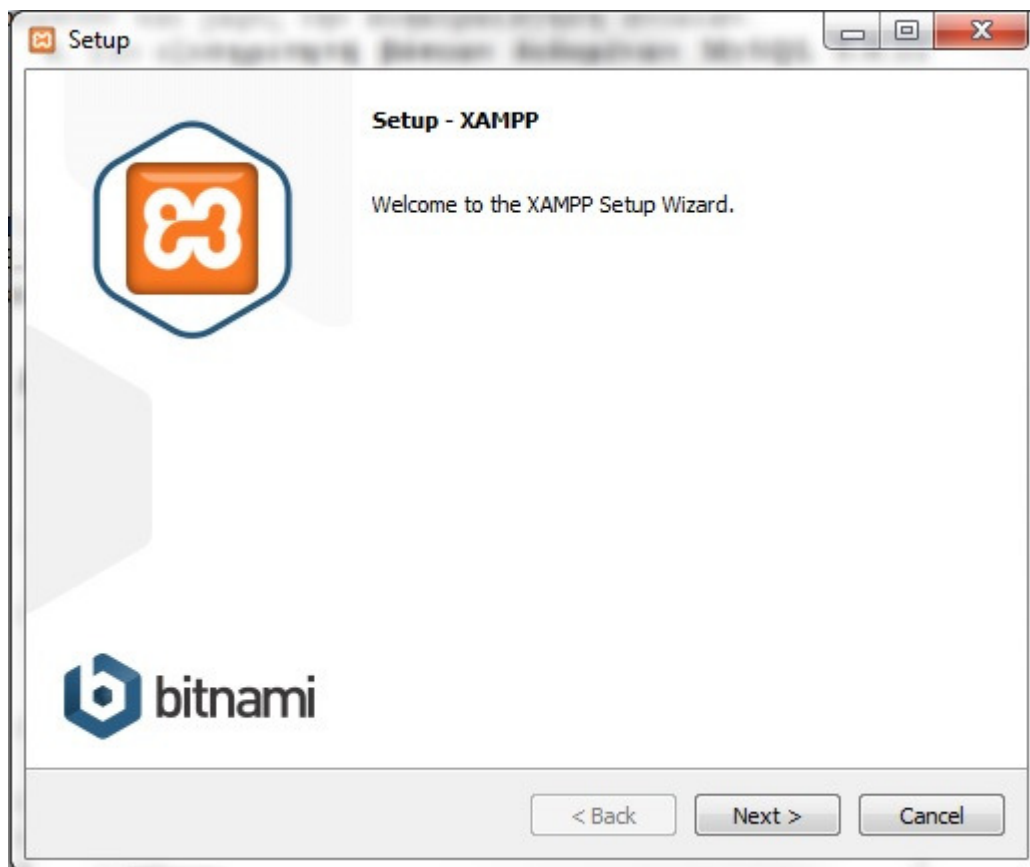 Setup
Setup - XAMPP
Welcome to the XAMPP Setup Wizard.
bitnami
< Back
Next >
Cancel